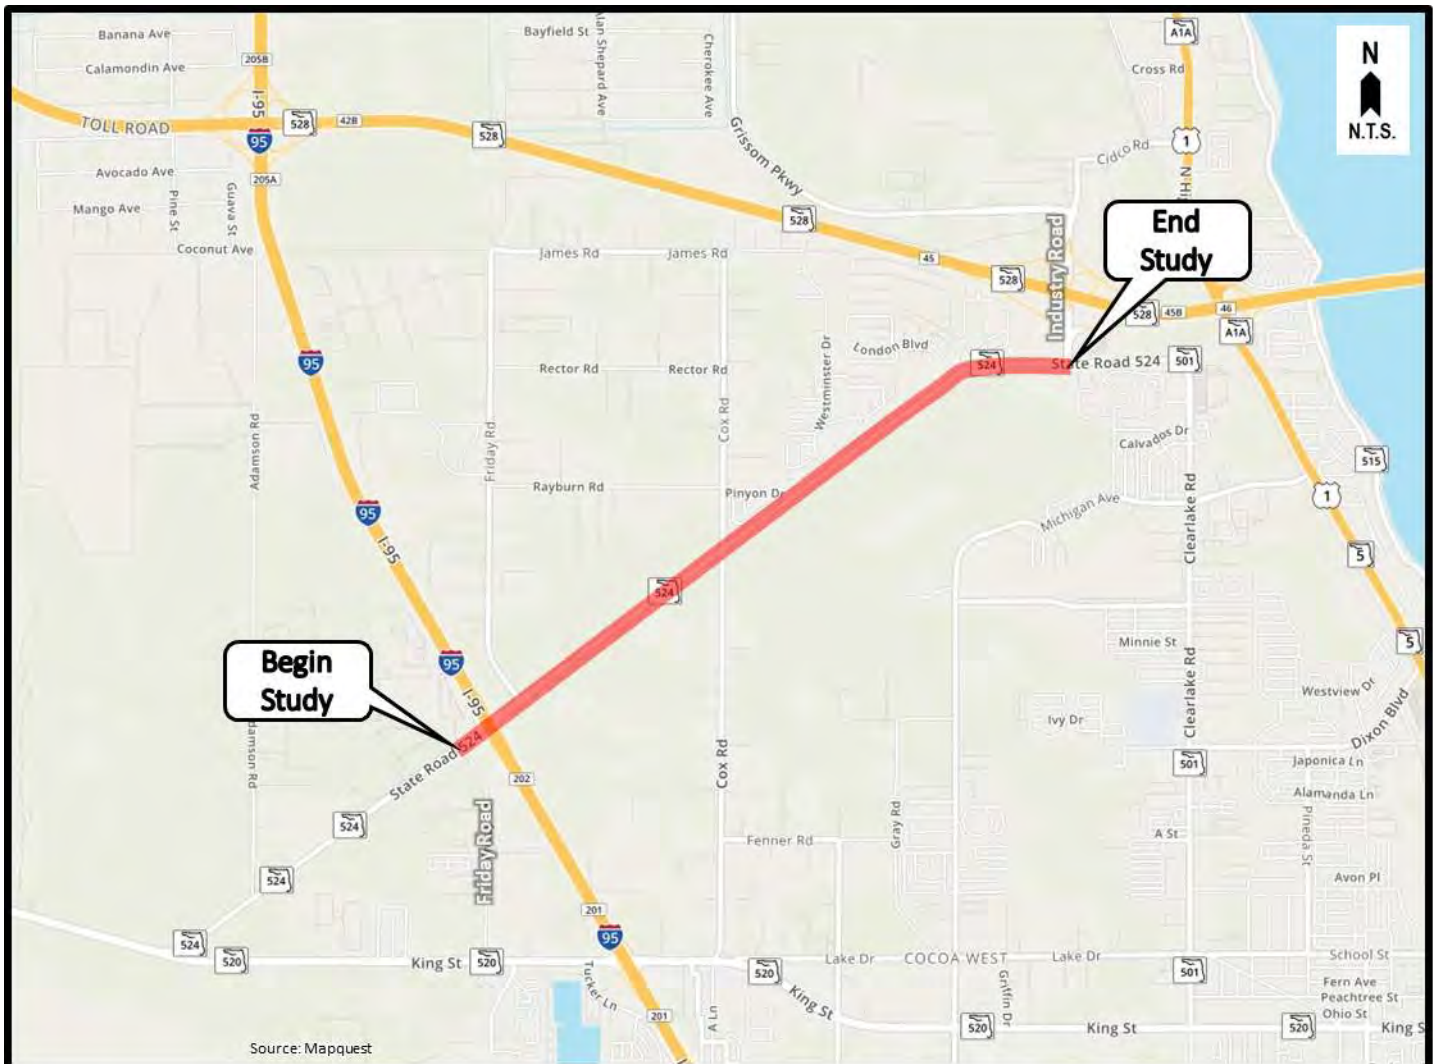 Banana Ave
Calamondin Ave
205B
I-95
TOLL ROAD
95
528
42B
528
205A
Avocado Ave
Mango Ave
Pine St
Guava St
Coconut Ave
Bayfield St
Alan Shepard Ave
Cherokee Ave
Grissom Pkwy
A1A
Cross Rd
N
N.T.S.
1
Cidco Rd
528
James Rd
James Rd
45
528
Industry Road
End
Study
528
45B
46
A1A
95
Rector Rd
Rector Rd
London Blvd
Westminster Dr
524
State Road 524
501
Adamson Rd
Friday Rd
Cox Rd
Calvados Dr
515
Rayburn Rd
Pinyon Dr
Michigan Ave
Clearlake Rd
1
95
I-95
5
524
Minnie St
5
Begin
Study
95
I-95
Clearlake Rd
Westview Dr
Dixon Blvd
Ivy Dr
State Road 524
202
Cox Rd
501
Japonica Ln
Alamanda Ln
524
Friday Road
Fenner Rd
Gray Rd
A St
Pineda St
524
Avon Pl
201
95
524
520
King St
520
520
Lake Dr
COCOA WEST
Lake Dr
501
School St
Tucker Ln
King St
Griffin Dr
Fern Ave
Peachtree St
Ohio St
201
A Ln
520
King St
520
King S
Source: Mapquest